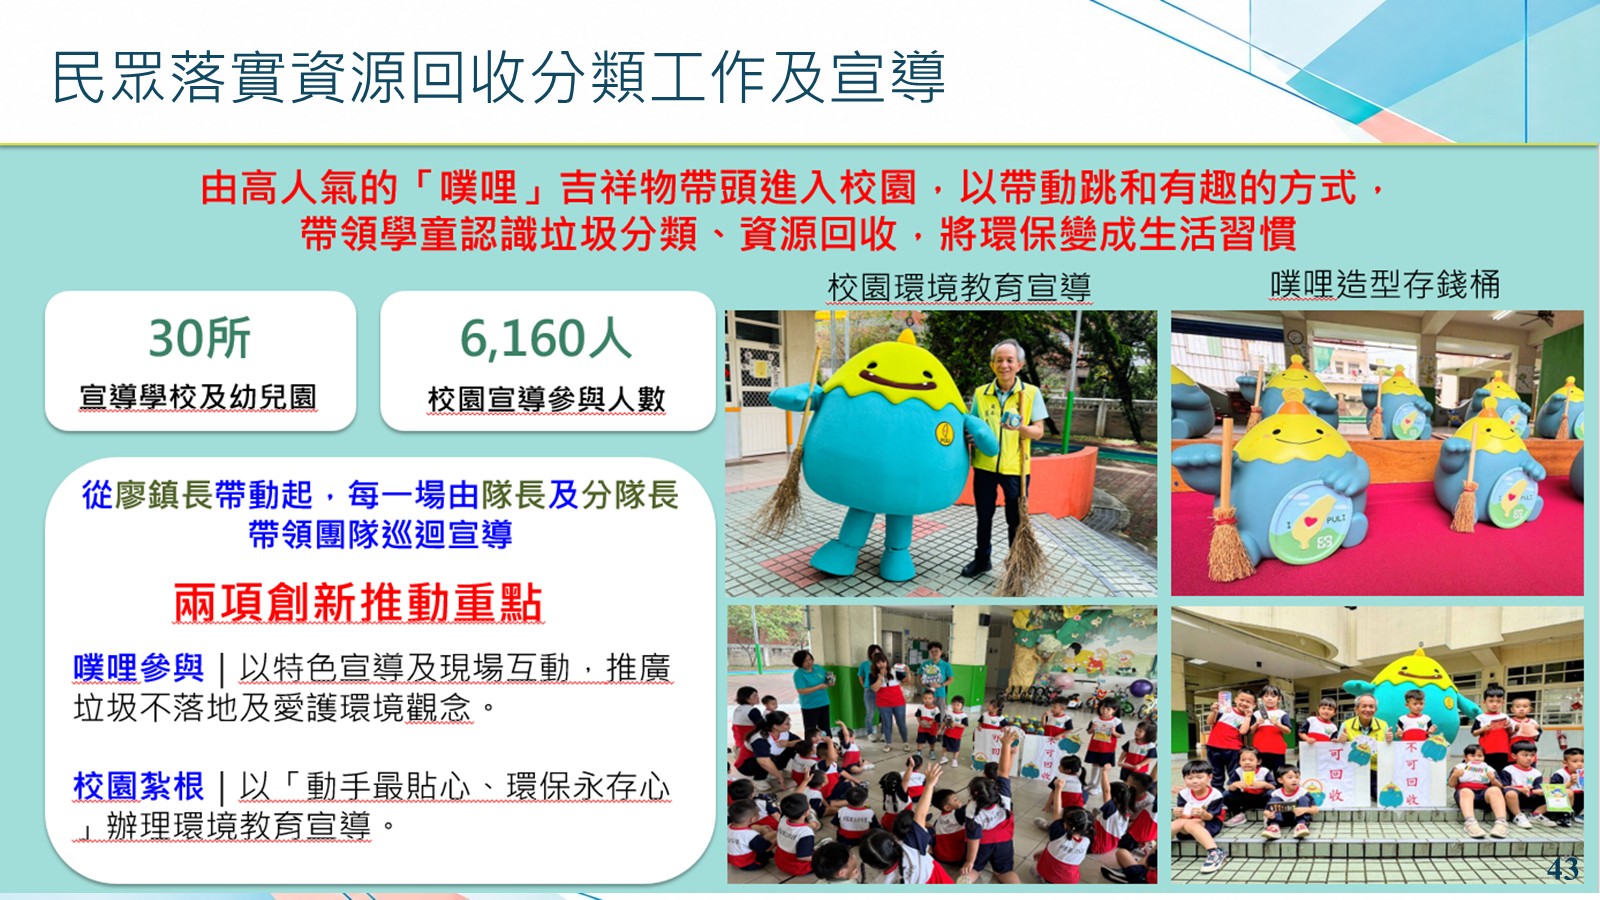 民眾落實資源回收分類工作及宣導
由高人氣的「噗哩」吉祥物帶頭進入校園，以帶動跳和有趣的方式，
帶領學童認識垃圾分類、資源回收，將環保變成生活習慣
30所
宣導學校及幼兒園
6,160人
校園宣導參與人數
從廖鎮長帶動起，每一場由隊長及分隊長
帶領團隊巡迴宣導
兩項創新推動重點
噗哩參與｜以特色宣導及現場互動，推廣
垃圾不落地及愛護環境觀念。
校園紮根｜以「動手最貼心、環保永存心
」辦理環境教育宣導。
校園環境教育宣導
噗哩造型存錢桶
PULI
I PULI
I PULI
不可回收
可回收
不可回收
43